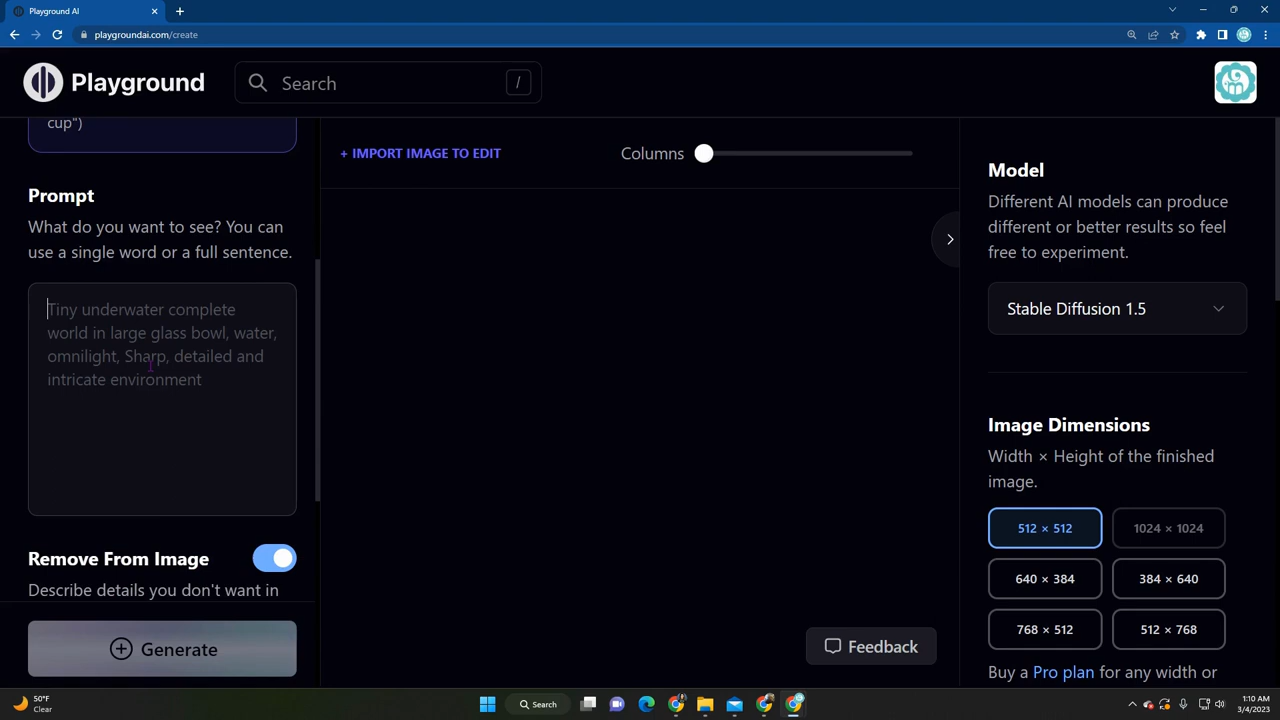 Playground AI
playgroundai.com/create
Playground
Search
/
cup")
+ IMPORT IMAGE TO EDIT
Columns
Prompt
What do you want to see? You can
use a single word or a full sentence.
Tiny underwater complete
world in large glass bowl, water,
omnilight, Sharp, detailed and
intricate environment
Remove From Image
Describe details you don't want in
Generate
Feedback
Model
Different AI models can produce
different or better results so feel
free to experiment.
Stable Diffusion 1.5
Image Dimensions
Width × Height of the finished
image.
512 × 512
1024 × 1024
640 × 384
384 × 640
768 × 512
512 × 768
Buy a Pro plan for any width or
50°F
Clear
Search
1:10 AM
3/4/2023